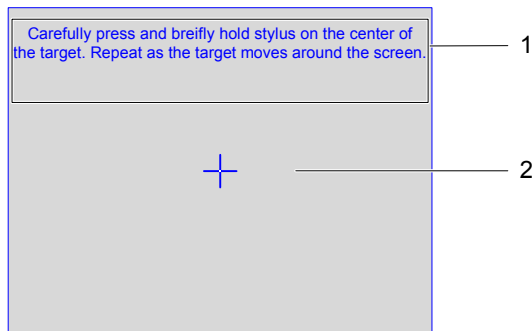 Carefully press and breifly hold stylus on the center of
the target. Repeat as the target moves around the screen.
1
2